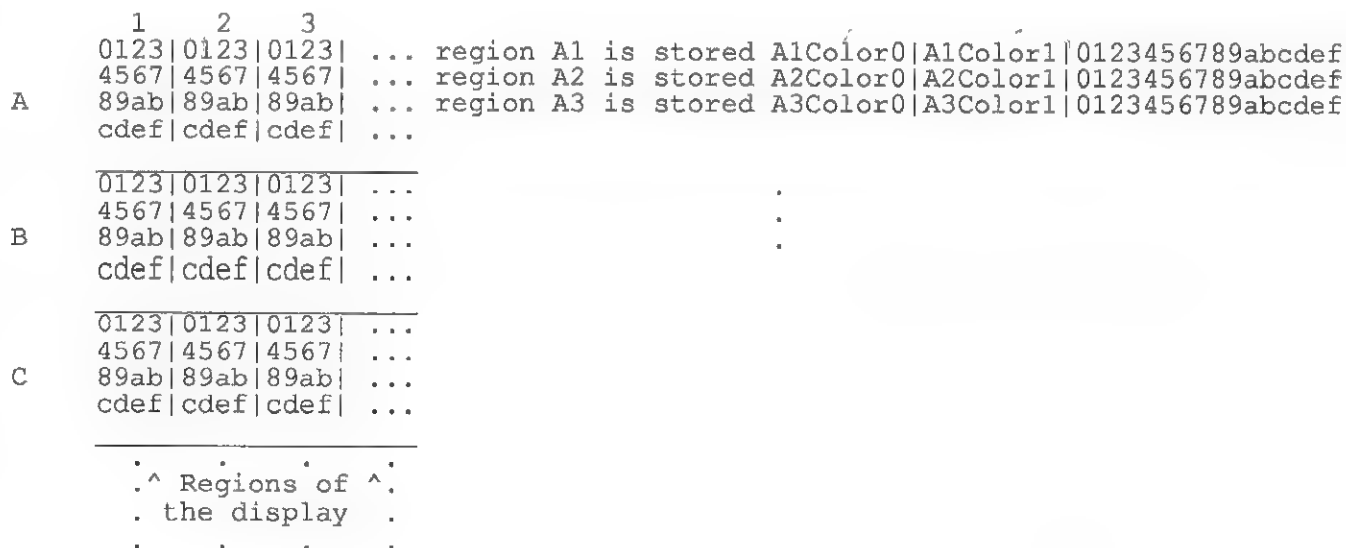 1 2 3
0123|0123|0123| ... region A1 is stored A1Color0|A1Color1|0123456789abcdef
4567|4567|4567| ... region A2 is stored A2Color0|A2Color1|0123456789abcdef
A 89ab|89ab|89ab| ... region A3 is stored A3Color0|A3Color1|0123456789abcdef
cdef|cdef|cdef| ...
0123|0123|0123| ... .
4567|4567|4567| ... .
B 89ab|89ab|89ab| ... .
cdef|cdef|cdef| ...
0123|0123|0123| ...
4567|4567|4567| ...
C 89ab|89ab|89ab| ...
cdef|cdef|cdef| ...
. . . .
.^ Regions of ^.
. the display .
. . . .